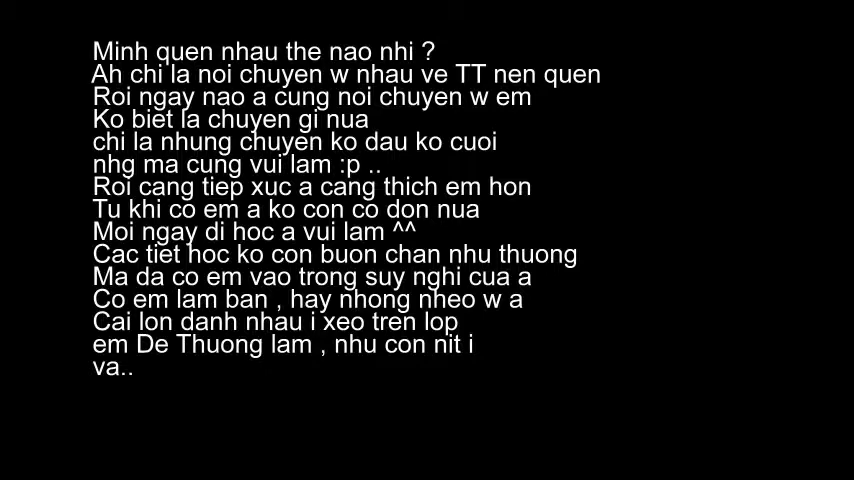 Minh quen nhau the nao nhi ?
Ah chi la noi chuyen w nhau ve TT nen quen
Roi ngay nao a cung noi chuyen w em
Ko biet la chuyen gi nua
chi la nhung chuyen ko dau ko cuoi
nhg ma cung vui lam :p ..
Roi cang tiep xuc a cang thich em hon
Tu khi co em a ko con co don nua
Moi ngay di hoc a vui lam ^^
Cac tiet hoc ko con buon chan nhu thuong
Ma da co em vao trong suy nghi cua a
Co em lam ban , hay nhong nheo w a
Cai lon danh nhau i xeo tren lop
em De Thuong lam , nhu con nit i
va..